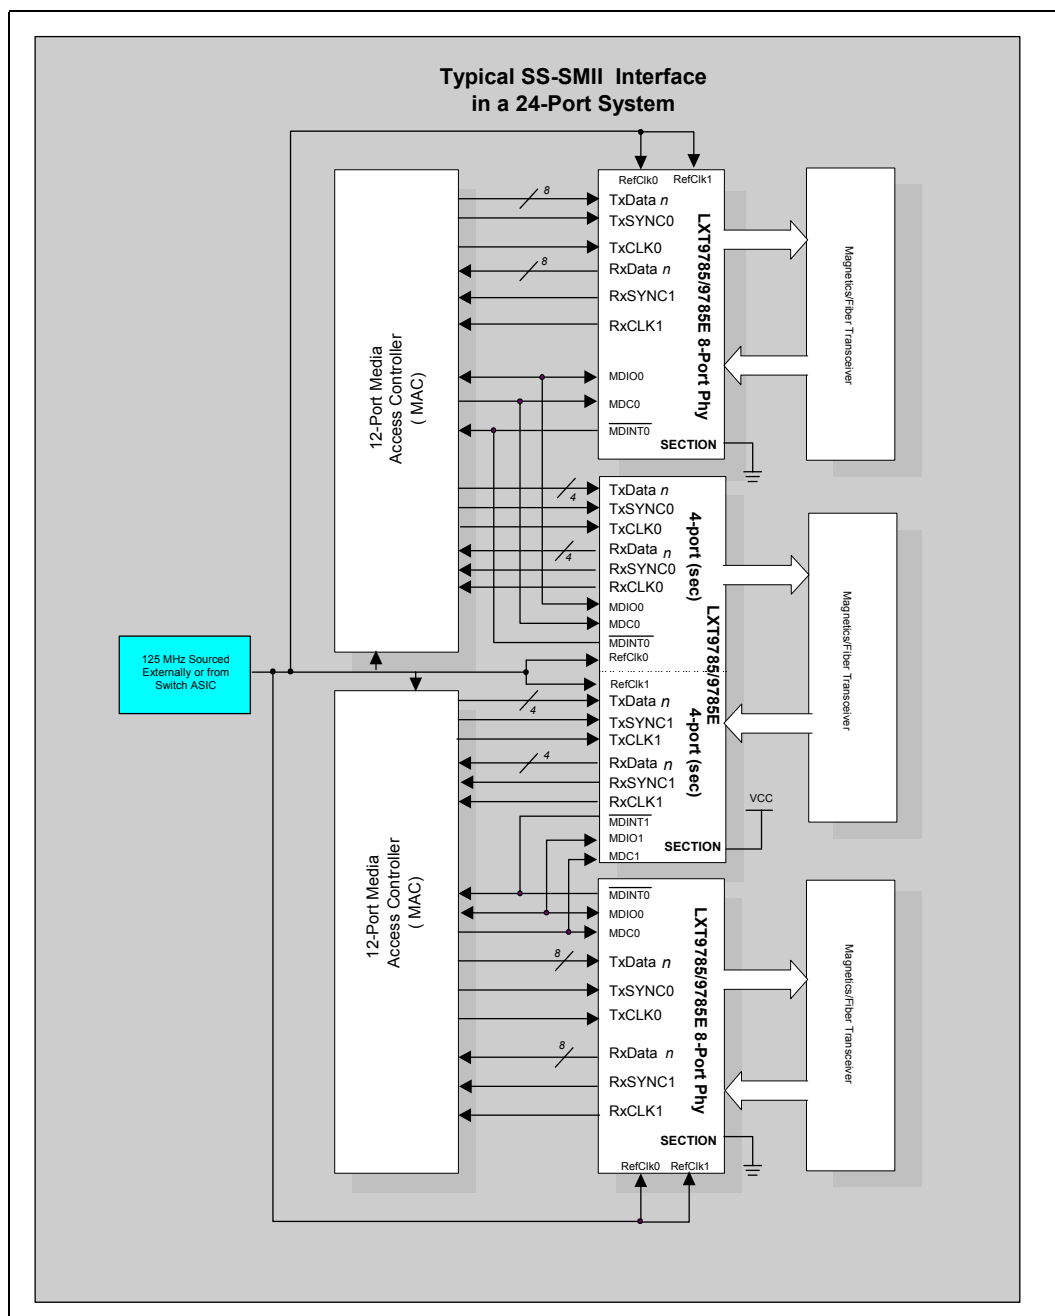 Typical SS-SMII Interface
in a 24-Port System
RefClk0 RefClk1
8
TxData n
TxSYNC0
TxCLK0
8
RxData n
RxSYNC1
RxCLK1
MDIO0
MDC0
MDINT0
SECTION
LXT9785/9785E 8-Port Phy
Magnetics/Fiber Transceiver
12-Port Media
Access Controller
( MAC)
TxData n
4
TxSYNC0
TxCLK0
RxData n
4
RxSYNC0
RxCLK0
MDIO0
MDC0
MDINT0
RefClk0
4-port (sec)
LXT9785/9785E
Magnetics/Fiber Transceiver
125 MHz Sourced
Externally or from
Switch ASIC
RefClk1
TxData n
4
TxSYNC1
TxCLK1
4
RxData n
RxSYNC1
RxCLK1
MDINT1
MDIO1
MDC1
4-port (sec)
SECTION
VCC
12-Port Media
Access Controller
( MAC)
MDINT0
MDIO0
MDC0
8
TxData n
TxSYNC0
TxCLK0
8
RxData n
RxSYNC1
RxCLK1
SECTION
RefClk0 RefClk1
LXT9785/9785E 8-Port Phy
Magnetics/Fiber Transceiver